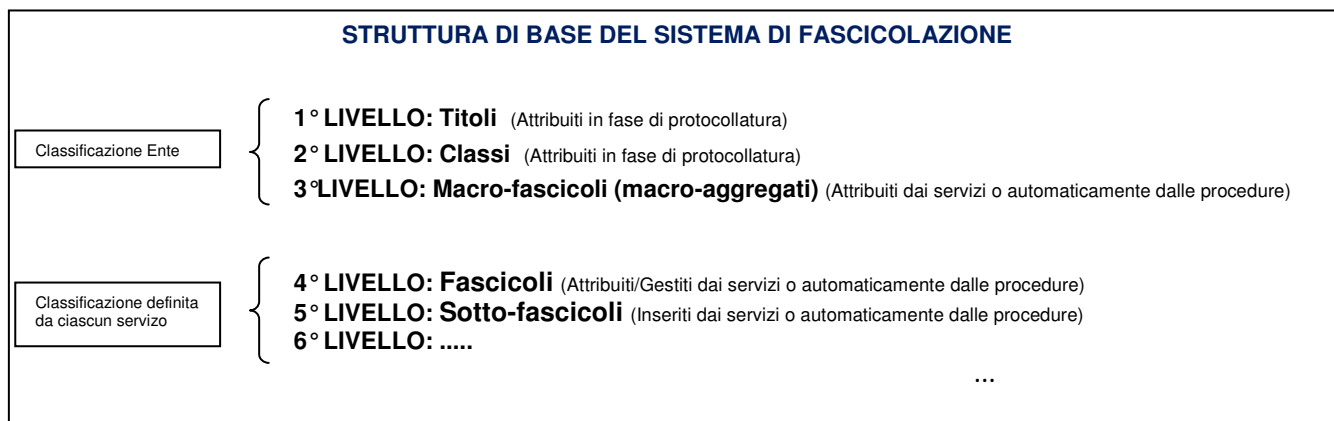 STRUTTURA DI BASE DEL SISTEMA DI FASCICOLAZIONE
Classificazione Ente
1° LIVELLO: Titoli (Attribuiti in fase di protocollatura)
2° LIVELLO: Classi (Attribuiti in fase di protocollatura)
3°LIVELLO: Macro-fascicoli (macro-aggregati) (Attribuiti dai servizi o automaticamente dalle procedure)
Classificazione definita
da ciascun servizo
4° LIVELLO: Fascicoli (Attribuiti/Gestiti dai servizi o automaticamente dalle procedure)
5° LIVELLO: Sotto-fascicoli (Inseriti dai servizi o automaticamente dalle procedure)
6° LIVELLO: .....
...